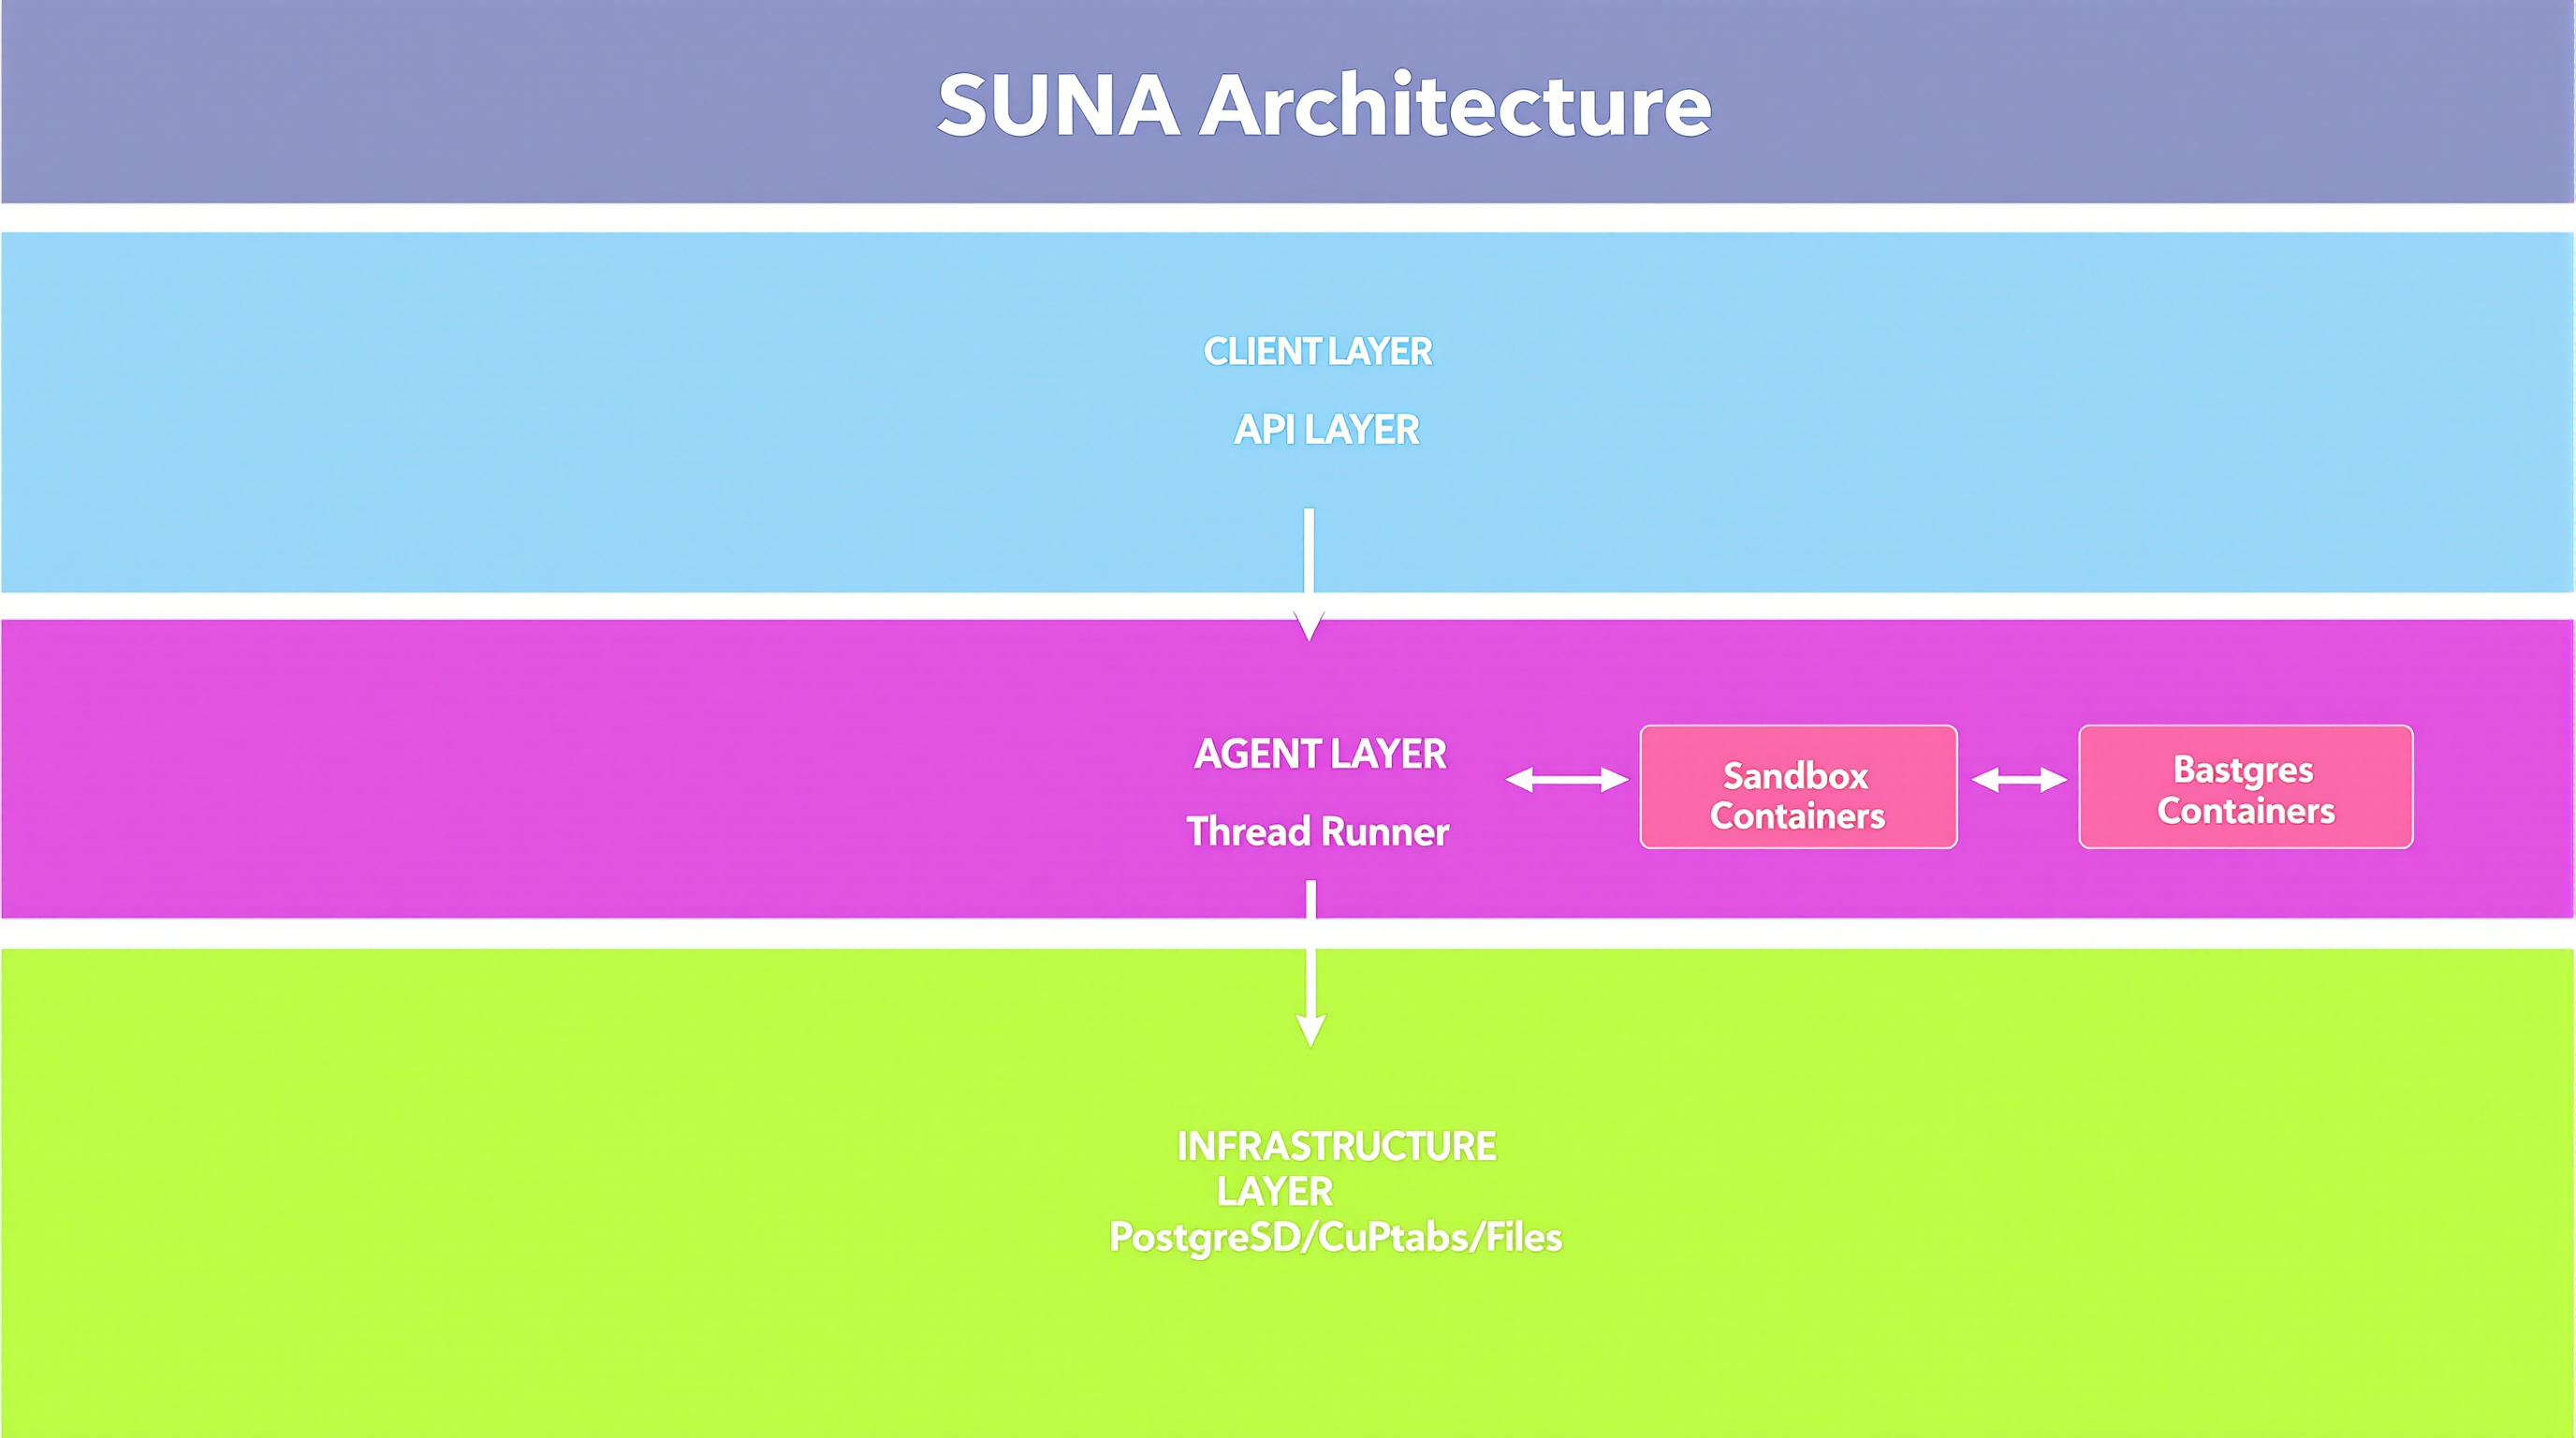 SUNA Architecture
CLIENT LAYER
API LAYER
AGENT LAYER
Thread Runner
Sandbox
Containers
Bastgres
Containers
INFRASTRUCTURE
LAYER
PostgreSD/CuPtabs/Files